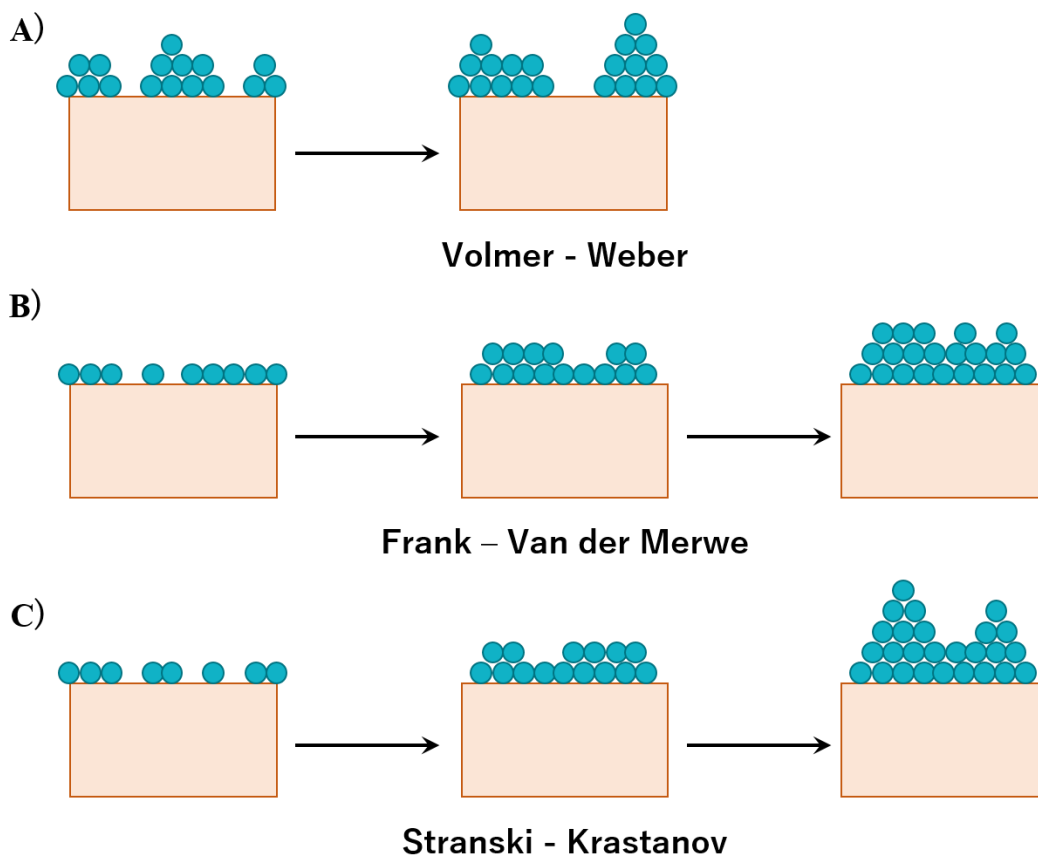 A)
Volmer - Weber
B)
Frank – Van der Merwe
C)
Stranski - Krastanov